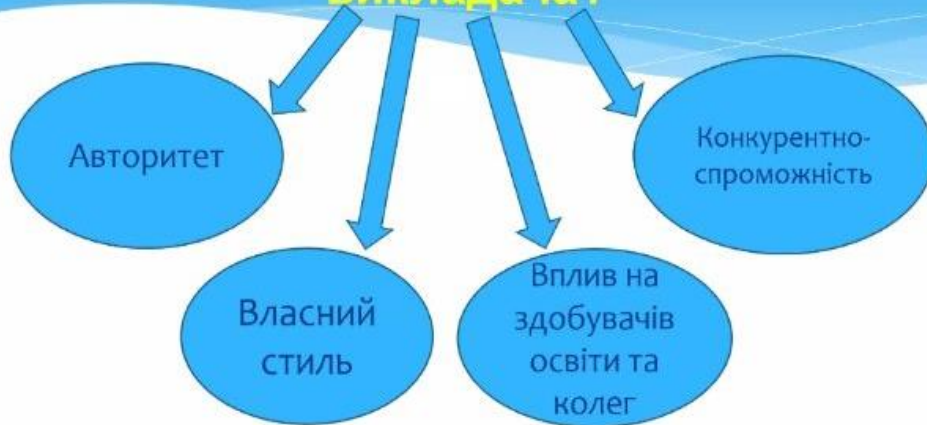 Авторитет
Конкурентно-
спроможність
Власний
стиль
Вплив на
здобувачів
освіти та
колег